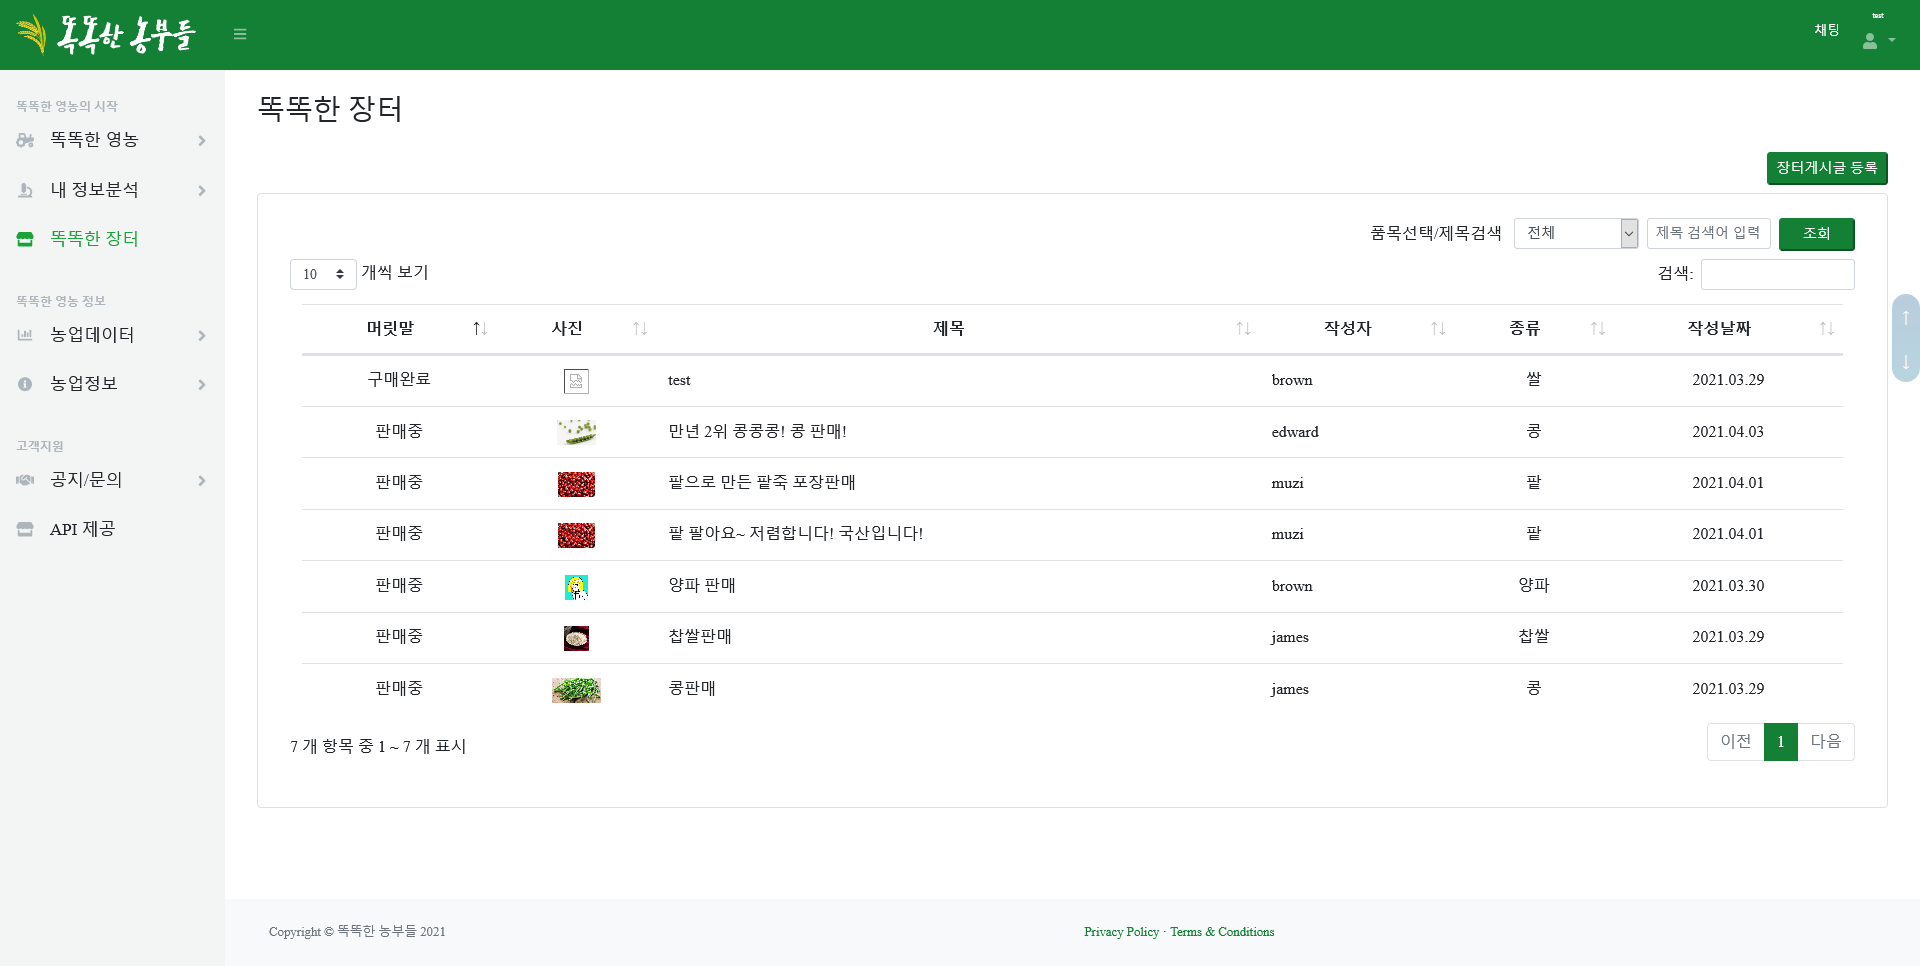 똑똑한 농부들
채팅
test
똑똑한 영농의 시작
똑똑한 영농
내 정보분석
똑똑한 장터
똑똑한 영농 정보
농업데이터
농업정보
고객지원
공지/문의
API 제공
똑똑한 장터
장터게시글 등록
품목선택/제목검색 전체 제목 검색어 입력 조회
10 개씩 보기 검색:
머릿말 ↑↓ 사진 ↑↓ 제목 ↑↓ 작성자 ↑↓ 종류 ↑↓ 작성날짜 ↑↓
구매완료 test brown 쌀 2021.03.29
판매중 만년 2위 콩콩콩! 콩 판매! edward 콩 2021.04.03
판매중 팥으로 만든 팥죽 포장판매 muzi 팥 2021.04.01
판매중 팥 팔아요~ 저렴합니다! 국산입니다! muzi 팥 2021.04.01
판매중 양파 판매 brown 양파 2021.03.30
판매중 찹쌀판매 james 찹쌀 2021.03.29
판매중 콩판매 james 콩 2021.03.29
7 개 항목 중 1 ~ 7 개 표시 이전 1 다음
↑
↓
Copyright © 똑똑한 농부들 2021 Privacy Policy · Terms & Conditions